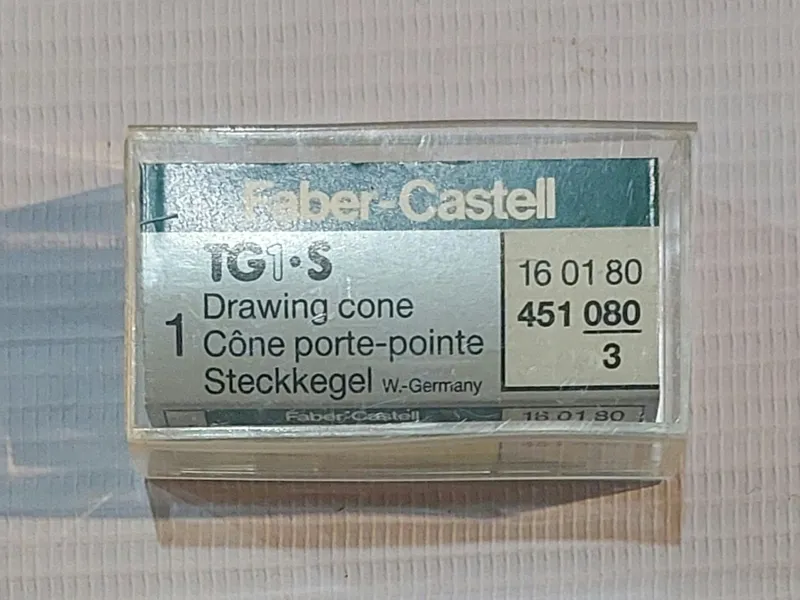 Faber-Castell
TG1·S
1
Drawing cone
Cône porte-pointe
Steckkegel W.-Germany
16 01 80
451 080
3
Faber-Castell
16 01 80